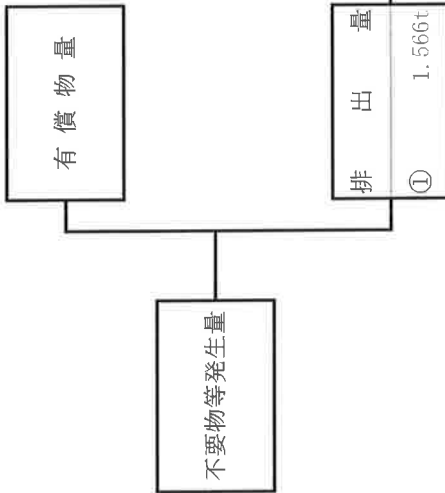 有償物量
不要物等発生量
排出量
① 1.566t